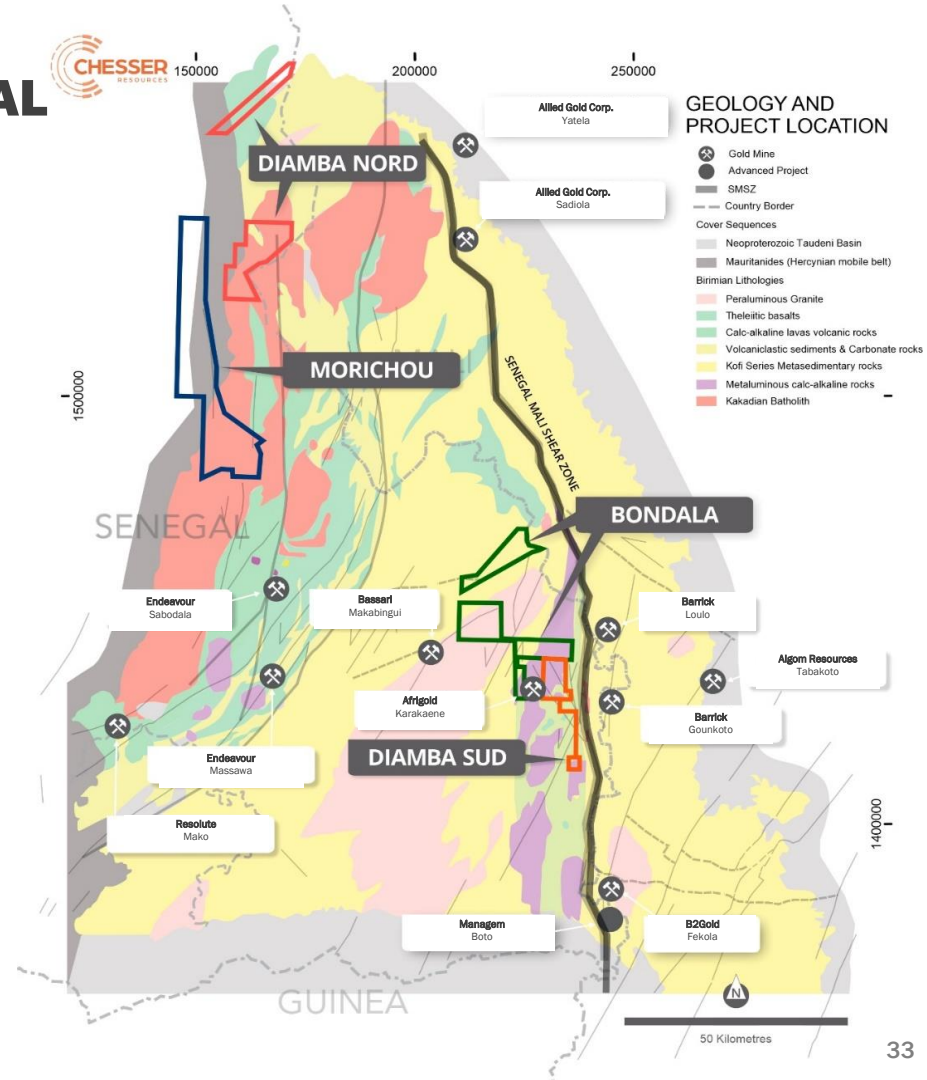 AL
CHESSER
RESOURCES
150000
200000
250000
GEOLOGY AND
PROJECT LOCATION
Gold Mine
Advanced Project
SMSZ
Country Border
Cover Sequences
Neoproterozoic Taudeni Basin
Mauritanides (Hercynian mobile belt)
Birimian Lithologies
Peraluminous Granite
Theleiitic basalts
Calc-alkaline lavas volcanic rocks
Volcaniclastic sediments & Carbonate rocks
Kofi Series Metasedimentary rocks
Metaluminous calc-alkaline rocks
Kakadian Batholith
Allied Gold Corp.
Yatela
DIAMBA NORD
Allied Gold Corp.
Sadiola
MORICHOU
1500000
SENEGAL MALI SHEAR ZONE
BONDALA
SENEGAL
Endeavour
Sabodala
Bassari
Makabingui
Barrick
Loulo
Algom Resources
Tabakoto
Afrigold
Karakaene
Barrick
Gounkoto
DIAMBA SUD
Endeavour
Massawa
Resolute
Mako
1400000
Managem
Boto
B2Gold
Fekola
GUINEA
N
50 Kilometres
33